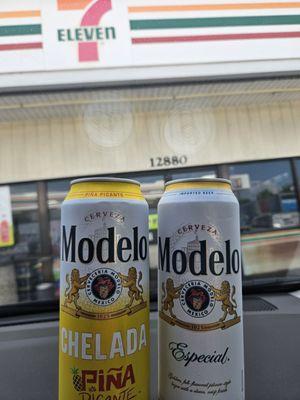 7
ELEVEN
12880
PIÑA PICANTE
CERVEZA
Modelo
CHELADA
PIÑA
PICANTE
IMPORTED BEER
CERVEZA
Modelo
Especial